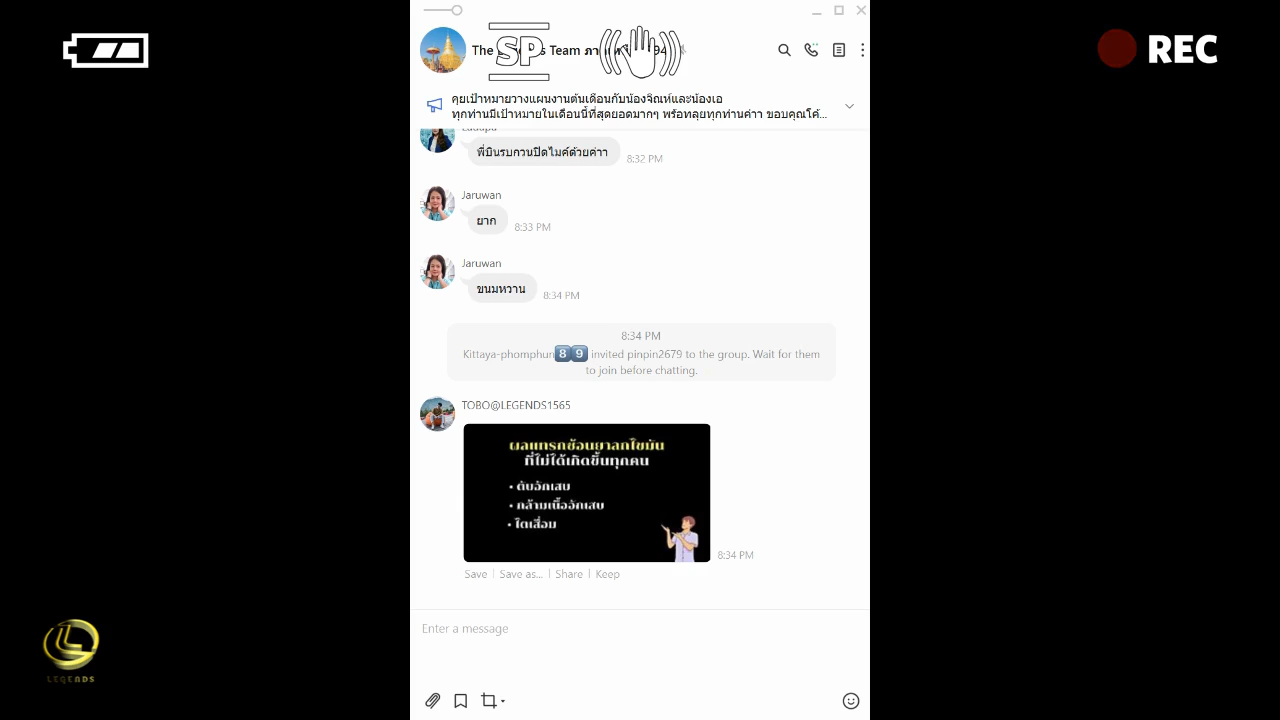 REC
SP
The
Team
คุยเป้าหมายวางแผนงานต้นเดือนกับน้องจิณห์และน้องเอ
ทุกท่านมีเป้าหมายในเดือนนี้ที่สุดยอดมากๆ พร้อทลุยทุกท่านค่าา ขอบคุณโค้...
พี่บินรบกวนปิดไมค์ด้วยค่าา 8:32 PM
Jaruwan
ยาก 8:33 PM
Jaruwan
ขนมหวาน 8:34 PM
8:34 PM
Kittaya-phomphun89 invited pinpin2679 to the group. Wait for them
to join before chatting.
TOBO@LEGENDS1565
ผลแทรกซ้อนยาลดไขมัน
ที่ไม่ได้เกิดขึ้นทุกคน
• ตับอักเสบ
• กล้ามเนื้ออักเสบ
• ไตเสื่อม
8:34 PM
Save | Save as... | Share | Keep
Enter a message
LEGENDS